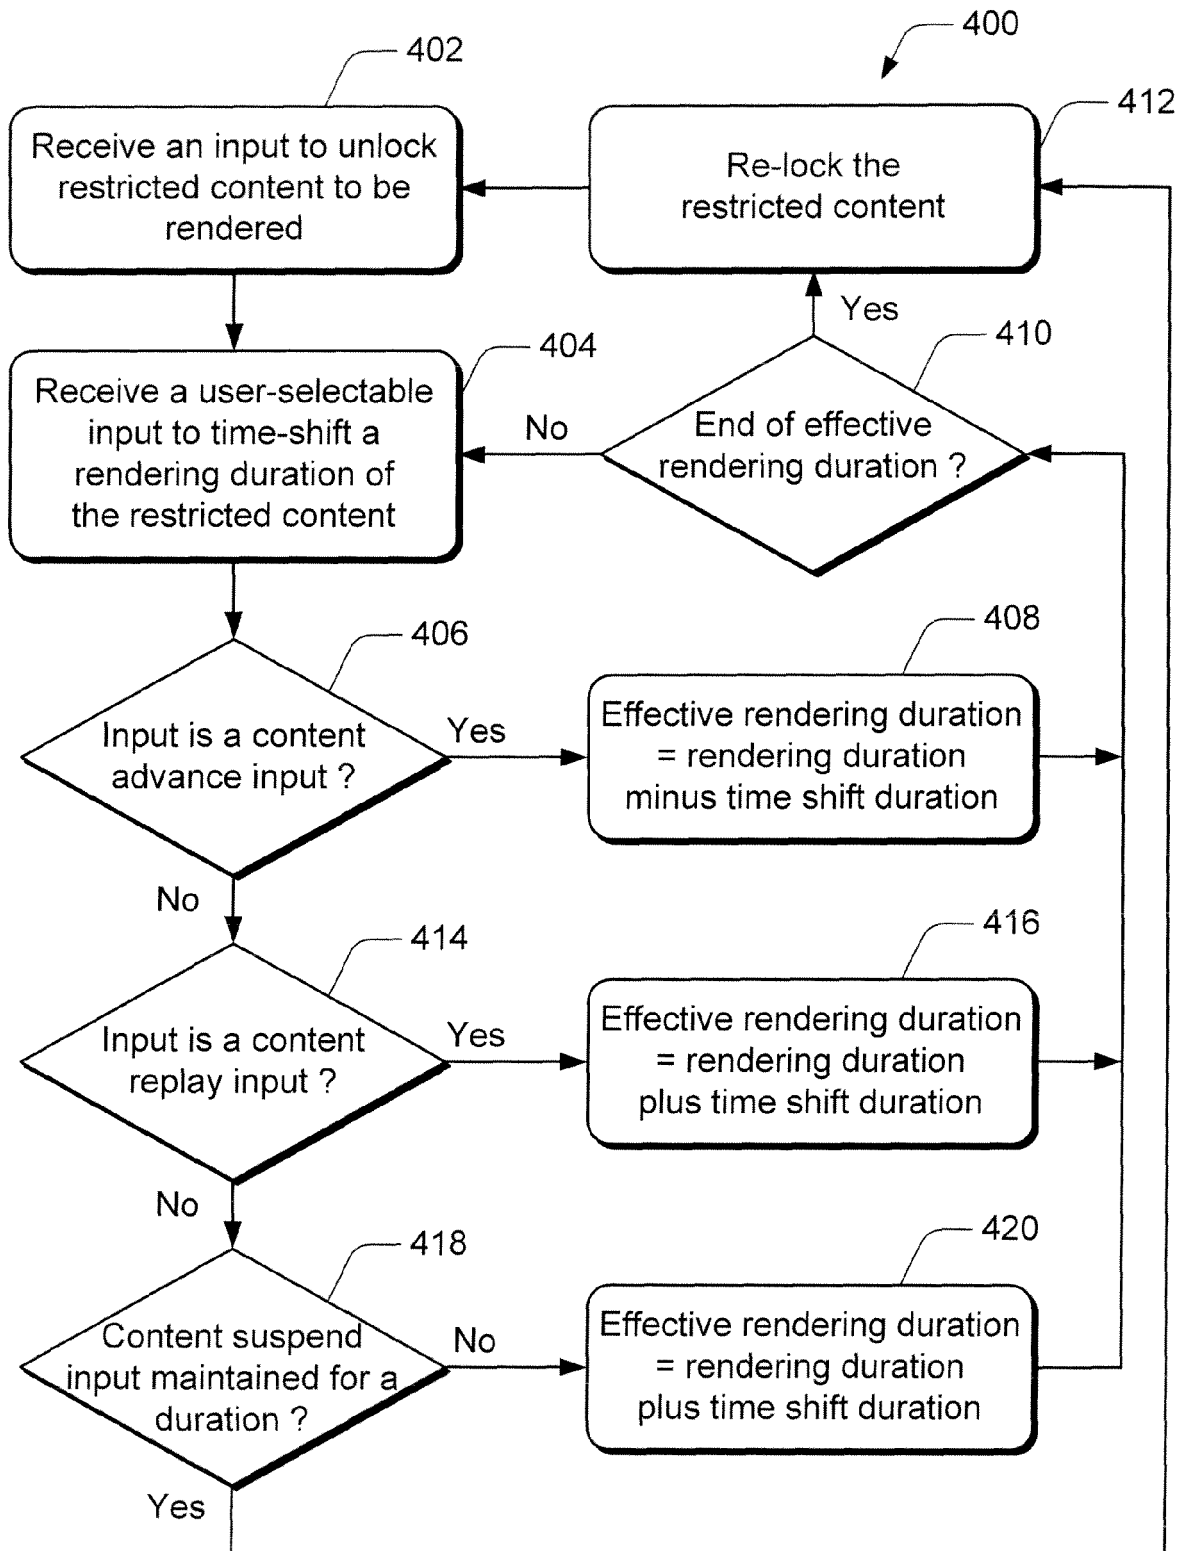 400
402
Receive an input to unlock
restricted content to be
rendered
412
Re-lock the
restricted content
Yes
410
End of effective
rendering duration ?
No
404
Receive a user-selectable
input to time-shift a
rendering duration of
the restricted content
406
Input is a content
advance input ?
Yes
408
Effective rendering duration
= rendering duration
minus time shift duration
No
414
Input is a content
replay input ?
Yes
416
Effective rendering duration
= rendering duration
plus time shift duration
No
418
Content suspend
input maintained for a
duration ?
No
420
Effective rendering duration
= rendering duration
plus time shift duration
Yes